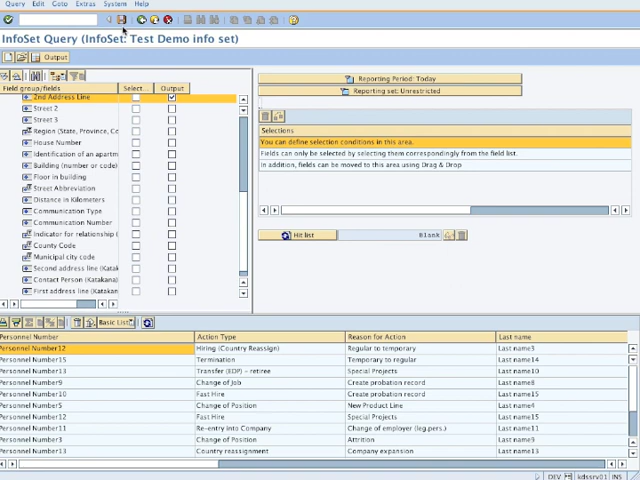 Query Edit Goto Extras System Help
InfoSet Query (InfoSet: Test Demo info set)
Output
Field group/fields Select... Output
2nd Address Line
Street 2
Street 3
Region (State, Province, Co
House Number
Identification of an apartm
Building (number or code)
Floor in building
Street Abbreviation
Distance in Kilometers
Communication Type
Communication Number
Indicator for relationship (
County Code
Municipal city code
Second address line (Katak
Contact Person (Katakana)
First address line (Katakan
Reporting Period: Today
Reporting set: Unrestricted
Selections
You can define selection conditions in this area.
Fields can only be selected by selecting them correspondingly from the field list.
In addition, fields can be moved to this area using Drag & Drop
Hit list Blank
Basic List
Personnel Number Action Type Reason for Action Last name
Personnel Number12 Hiring (Country Reassign) Regular to temporary Last name3
Personnel Number15 Termination Temporary to regular Last name14
Personnel Number13 Transfer (EDP) - retiree Special Projects Last name10
Personnel Number9 Change of Job Create probation record Last name8
Personnel Number10 Fast Hire Create probation record Last name15
Personnel Number5 Change of Position New Product Line Last name4
Personnel Number12 Fast Hire Special Projects Last name15
Personnel Number11 Re-entry into Company Change of employer (leg.pers.) Last name11
Personnel Number3 Change of Position Attrition Last name9
Personnel Number13 Country reassignment Company expansion Last name13
DEV kdssrv01 INS